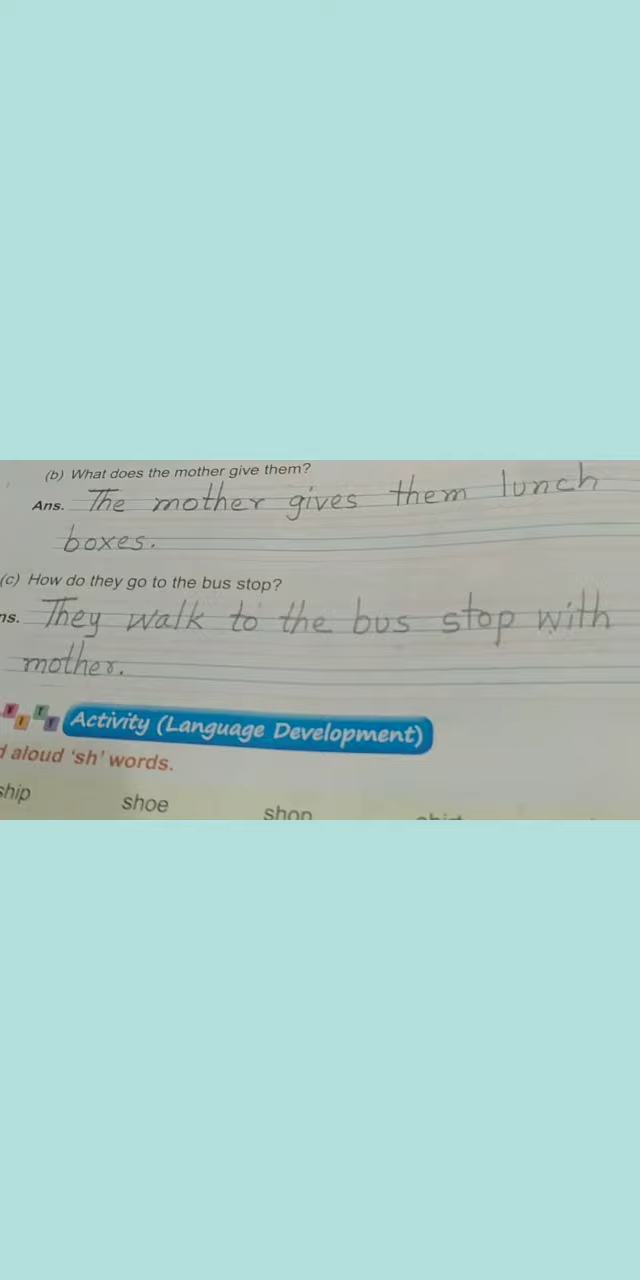 (b) What does the mother give them?
Ans. The mother gives them lunch
boxes.
(c) How do they go to the bus stop?
ns. They walk to the bus stop with
mother.
Activity (Language Development)
d aloud 'sh' words.
ship shoe shop